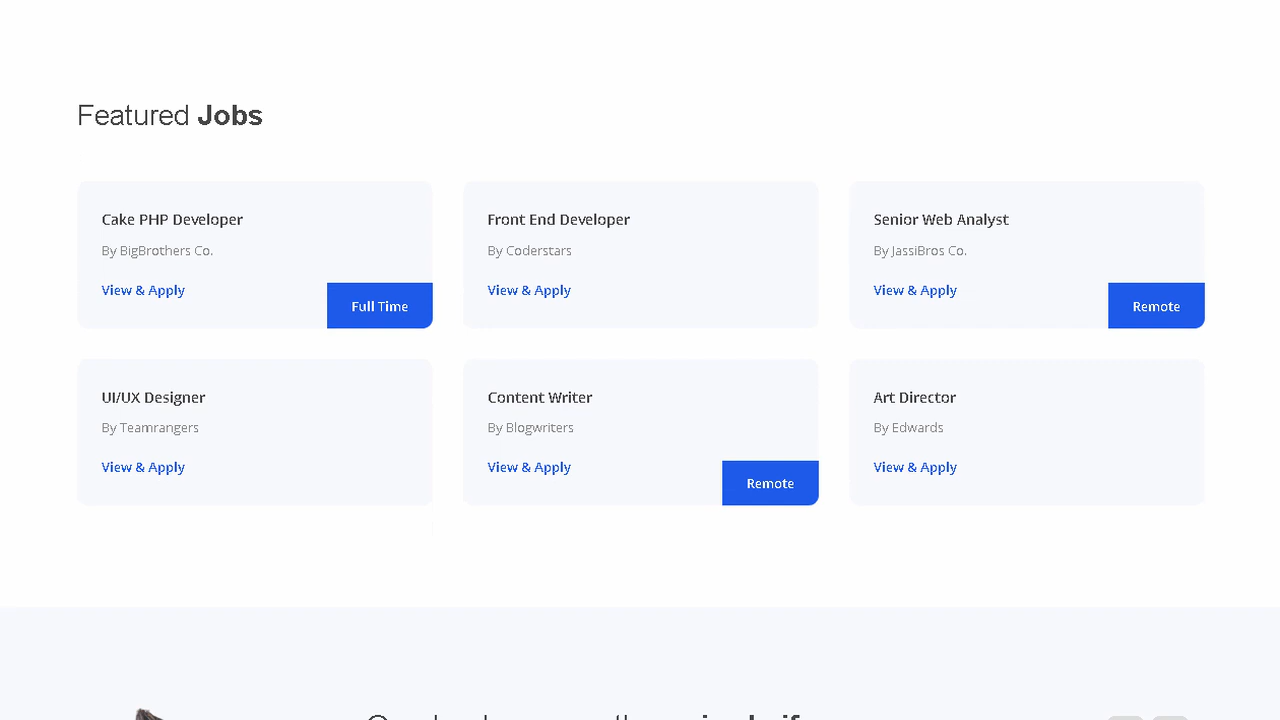 Featured Jobs
Cake PHP Developer
By BigBrothers Co.
View & Apply
Full Time
Front End Developer
By Coderstars
View & Apply
Senior Web Analyst
By JassiBros Co.
View & Apply
Remote
UI/UX Designer
By Teamrangers
View & Apply
Content Writer
By Blogwriters
View & Apply
Remote
Art Director
By Edwards
View & Apply